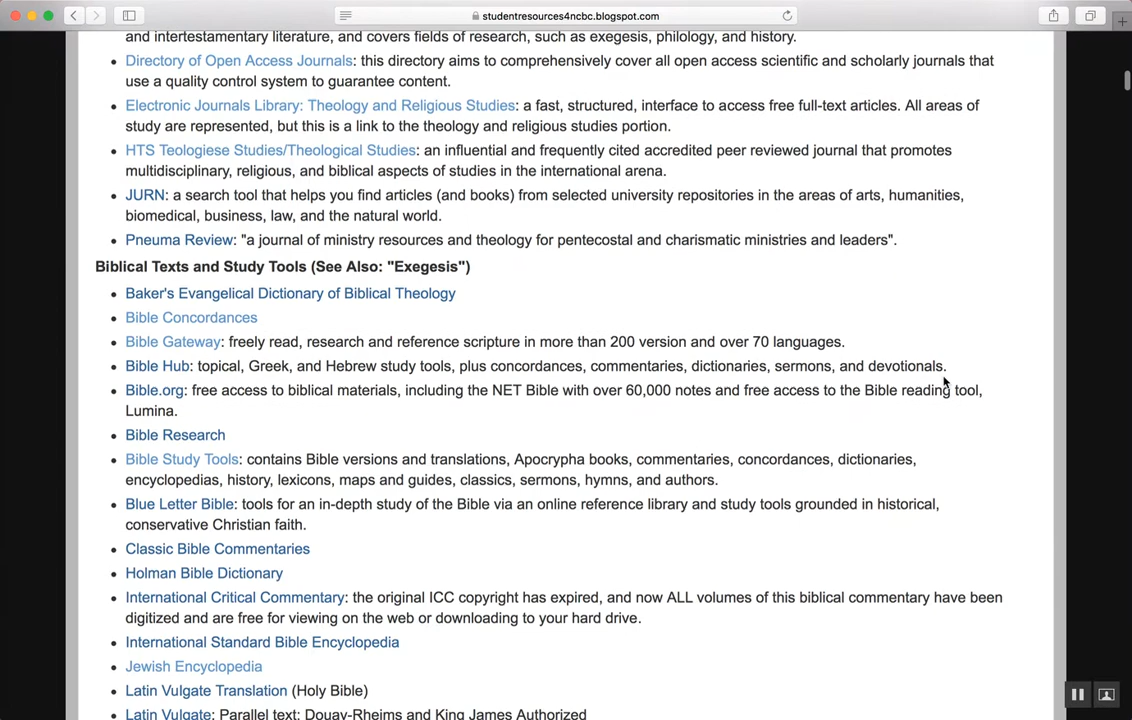 studentresources4ncbc.blogspot.com
and intertestamentary literature, and covers fields of research, such as exegesis, philology, and history.
Directory of Open Access Journals: this directory aims to comprehensively cover all open access scientific and scholarly journals that
use a quality control system to guarantee content.
Electronic Journals Library: Theology and Religious Studies: a fast, structured, interface to access free full-text articles. All areas of
study are represented, but this is a link to the theology and religious studies portion.
HTS Teologiese Studies/Theological Studies: an influential and frequently cited accredited peer reviewed journal that promotes
multidisciplinary, religious, and biblical aspects of studies in the international arena.
JURN: a search tool that helps you find articles (and books) from selected university repositories in the areas of arts, humanities,
biomedical, business, law, and the natural world.
Pneuma Review: "a journal of ministry resources and theology for pentecostal and charismatic ministries and leaders".
Biblical Texts and Study Tools (See Also: "Exegesis")
Baker's Evangelical Dictionary of Biblical Theology
Bible Concordances
Bible Gateway: freely read, research and reference scripture in more than 200 version and over 70 languages.
Bible Hub: topical, Greek, and Hebrew study tools, plus concordances, commentaries, dictionaries, sermons, and devotionals.
Bible.org: free access to biblical materials, including the NET Bible with over 60,000 notes and free access to the Bible reading tool,
Lumina.
Bible Research
Bible Study Tools: contains Bible versions and translations, Apocrypha books, commentaries, concordances, dictionaries,
encyclopedias, history, lexicons, maps and guides, classics, sermons, hymns, and authors.
Blue Letter Bible: tools for an in-depth study of the Bible via an online reference library and study tools grounded in historical,
conservative Christian faith.
Classic Bible Commentaries
Holman Bible Dictionary
International Critical Commentary: the original ICC copyright has expired, and now ALL volumes of this biblical commentary have been
digitized and are free for viewing on the web or downloading to your hard drive.
International Standard Bible Encyclopedia
Jewish Encyclopedia
Latin Vulgate Translation (Holy Bible)
Latin Vulgate: Parallel text: Douay-Rheims and King James Authorized